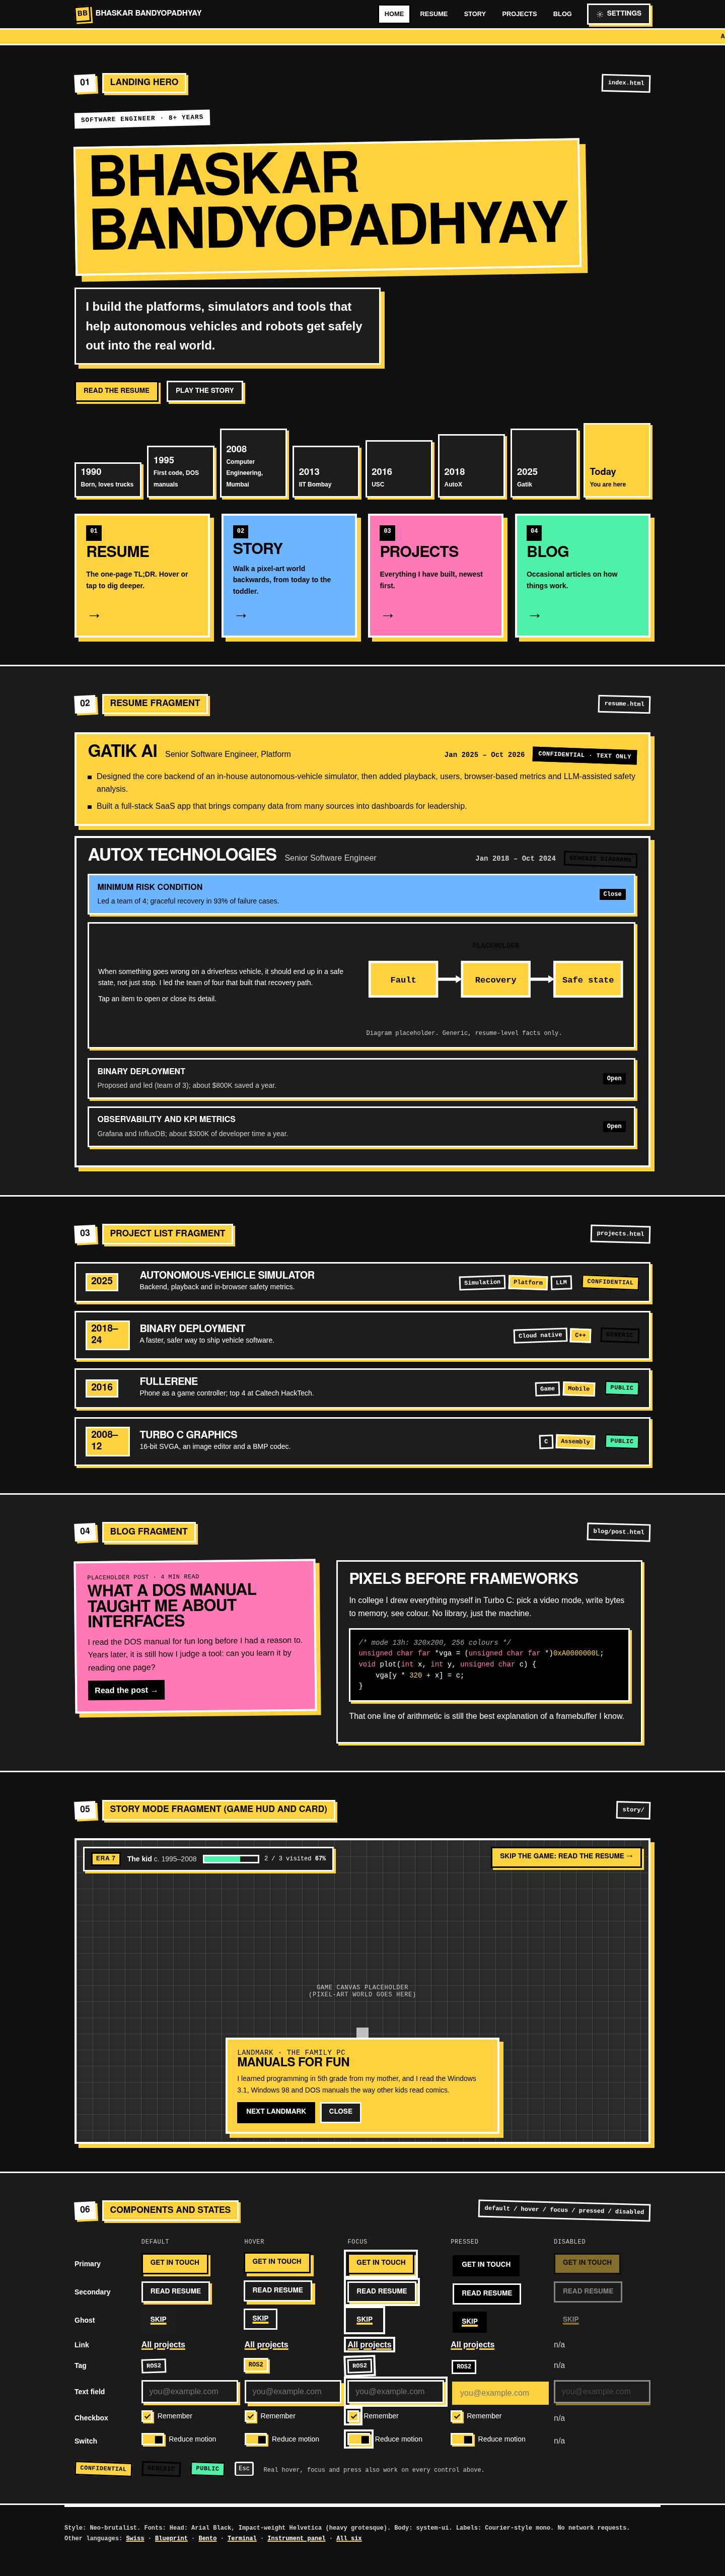 BB BHASKAR BANDYOPADHYAY HOME RESUME STORY PROJECTS BLOG SETTINGS
A
01 LANDING HERO index.html
SOFTWARE ENGINEER · 8+ YEARS
BHASKAR
BANDYOPADHYAY
I build the platforms, simulators and tools that
help autonomous vehicles and robots get safely
out into the real world.
READ THE RESUME PLAY THE STORY
1990
Born, loves trucks
1995
First code, DOS
manuals
2008
Computer
Engineering,
Mumbai
2013
IIT Bombay
2016
USC
2018
AutoX
2025
Gatik
Today
You are here
01
RESUME
The one-page TL;DR. Hover or
tap to dig deeper.
→
02
STORY
Walk a pixel-art world
backwards, from today to the
toddler.
→
03
PROJECTS
Everything I have built, newest
first.
→
04
BLOG
Occasional articles on how
things work.
→
02 RESUME FRAGMENT resume.html
GATIK AI Senior Software Engineer, Platform Jan 2025 – Oct 2026 CONFIDENTIAL · TEXT ONLY
Designed the core backend of an in-house autonomous-vehicle simulator, then added playback, users, browser-based metrics and LLM-assisted safety
analysis.
Built a full-stack SaaS app that brings company data from many sources into dashboards for leadership.
AUTOX TECHNOLOGIES Senior Software Engineer Jan 2018 – Oct 2024 GENERIC DIAGRAMS
MINIMUM RISK CONDITION
Led a team of 4; graceful recovery in 93% of failure cases.
Close
When something goes wrong on a driverless vehicle, it should end up in a safe
state, not just stop. I led the team of four that built that recovery path.
Tap an item to open or close its detail.
PLACEHOLDER
Fault Recovery Safe state
Diagram placeholder. Generic, resume-level facts only.
BINARY DEPLOYMENT
Proposed and led (team of 3); about $800K saved a year.
Open
OBSERVABILITY AND KPI METRICS
Grafana and InfluxDB; about $300K of developer time a year.
Open
03 PROJECT LIST FRAGMENT projects.html
2025
AUTONOMOUS-VEHICLE SIMULATOR
Backend, playback and in-browser safety metrics.
Simulation Platform LLM CONFIDENTIAL
2018–
24
BINARY DEPLOYMENT
A faster, safer way to ship vehicle software.
Cloud native C++ GENERIC
2016
FULLERENE
Phone as a game controller; top 4 at Caltech HackTech.
Game Mobile PUBLIC
2008–
12
TURBO C GRAPHICS
16-bit SVGA, an image editor and a BMP codec.
C Assembly PUBLIC
04 BLOG FRAGMENT blog/post.html
PLACEHOLDER POST · 4 MIN READ
WHAT A DOS MANUAL
TAUGHT ME ABOUT
INTERFACES
I read the DOS manual for fun long before I had a reason to.
Years later, it is still how I judge a tool: can you learn it by
reading one page?
Read the post →
PIXELS BEFORE FRAMEWORKS
In college I drew everything myself in Turbo C: pick a video mode, write bytes
to memory, see colour. No library, just the machine.
/* mode 13h: 320x200, 256 colours */
unsigned char far *vga = (unsigned char far *)0xA0000000L;
void plot(int x, int y, unsigned char c) {
vga[y * 320 + x] = c;
}
That one line of arithmetic is still the best explanation of a framebuffer I know.
05 STORY MODE FRAGMENT (GAME HUD AND CARD) story/
ERA 7 The kid c. 1995–2008 2 / 3 visited 67% SKIP THE GAME: READ THE RESUME →
GAME CANVAS PLACEHOLDER
(PIXEL-ART WORLD GOES HERE)
LANDMARK · THE FAMILY PC
MANUALS FOR FUN
I learned programming in 5th grade from my mother, and I read the Windows
3.1, Windows 98 and DOS manuals the way other kids read comics.
NEXT LANDMARK CLOSE
06 COMPONENTS AND STATES default / hover / focus / pressed / disabled
DEFAULT HOVER FOCUS PRESSED DISABLED
Primary GET IN TOUCH GET IN TOUCH GET IN TOUCH GET IN TOUCH GET IN TOUCH
Secondary READ RESUME READ RESUME READ RESUME READ RESUME READ RESUME
Ghost SKIP SKIP SKIP SKIP SKIP
Link All projects All projects All projects All projects n/a
Tag ROS2 ROS2 ROS2 ROS2 n/a
Text field you@example.com you@example.com you@example.com you@example.com you@example.com
Checkbox Remember Remember Remember Remember n/a
Switch Reduce motion Reduce motion Reduce motion Reduce motion n/a
CONFIDENTIAL GENERIC PUBLIC Esc Real hover, focus and press also work on every control above.
Style: Neo-brutalist. Fonts: Head: Arial Black, Impact-weight Helvetica (heavy grotesque). Body: system-ui. Labels: Courier-style mono. No network requests.
Other languages: Swiss · Blueprint · Bento · Terminal · Instrument panel · All six